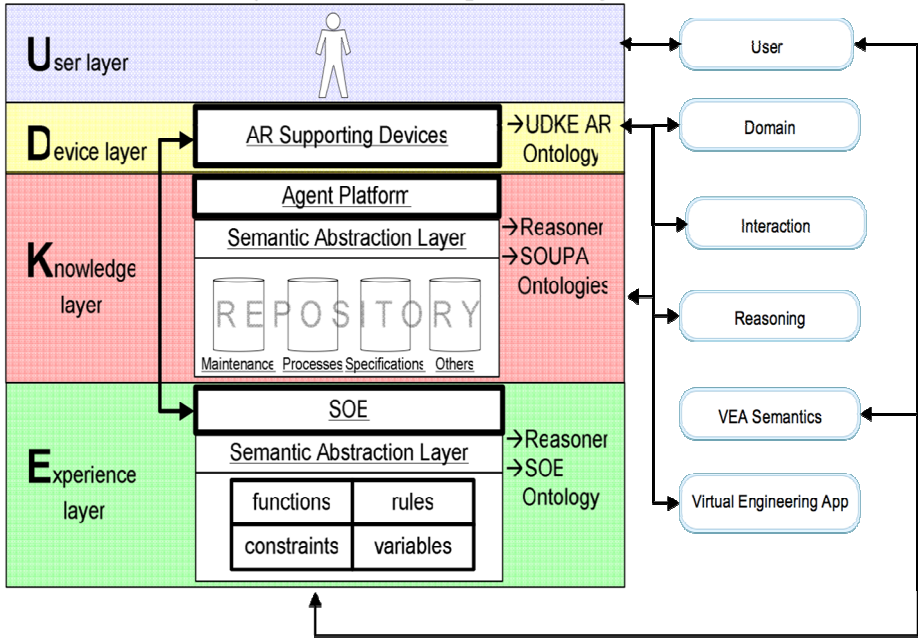 User layer
User
Device layer
AR Supporting Devices
→UDKE AR
Ontology
Domain
Agent Platform
Interaction
Semantic Abstraction Layer
→Reasoner
→SOUPA
Ontologies
Knowledge
layer
REPOSITORY
Reasoning
Maintenance Processes Specifications Others
SOE
VEA Semantics
Semantic Abstraction Layer
→Reasoner
→SOE
Ontology
Experience
layer
functions rules
constraints variables
Virtual Engineering App